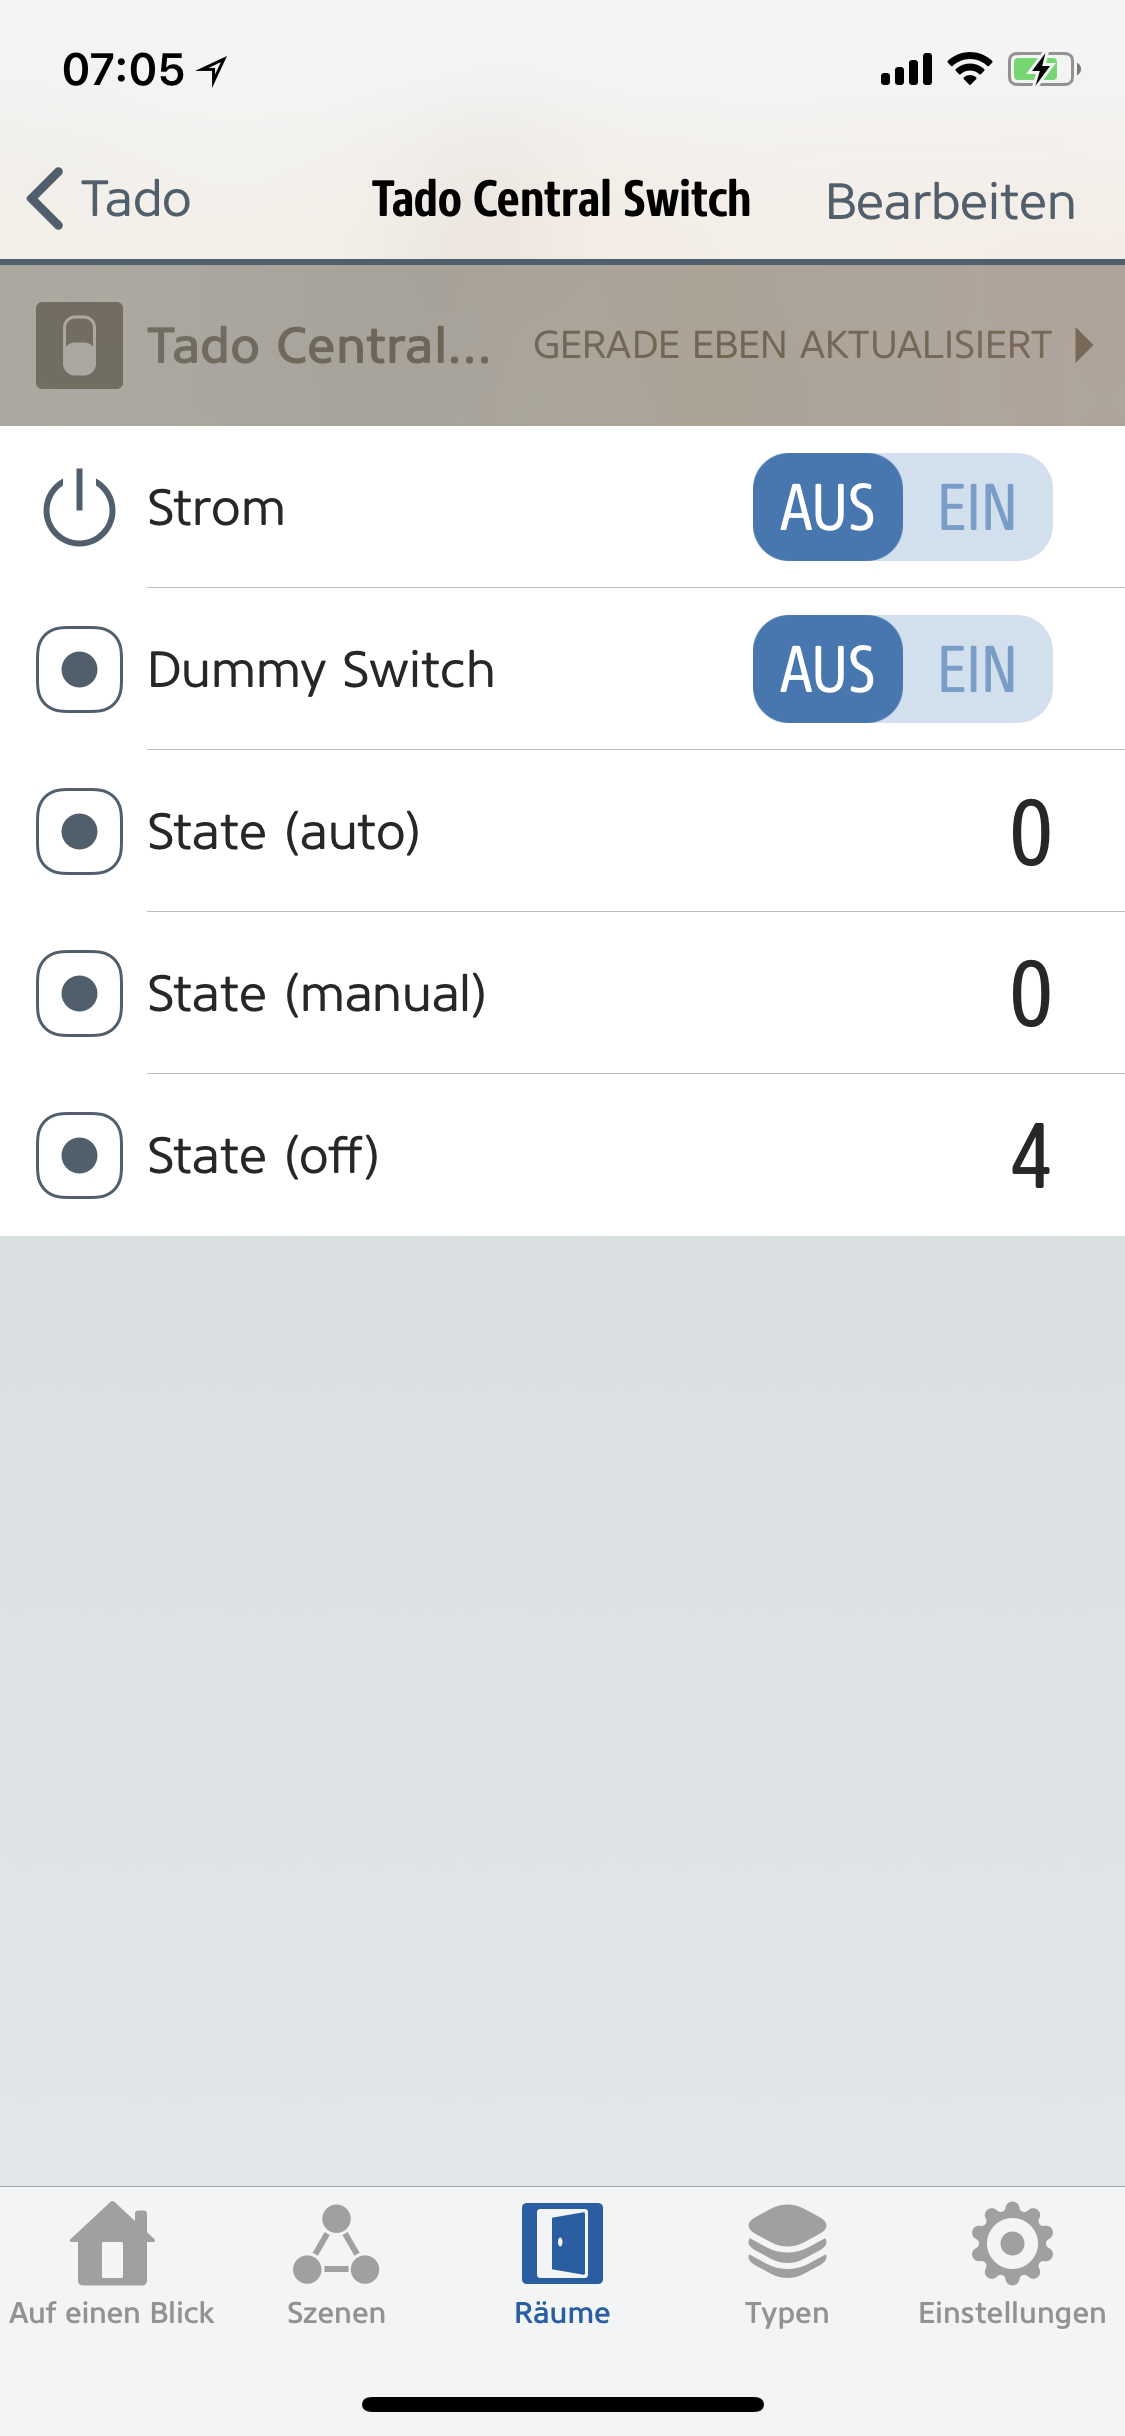 07:05
Tado
Tado Central Switch
Bearbeiten
Tado Central... GERADE EBEN AKTUALISIERT
Strom AUS EIN
Dummy Switch AUS EIN
State (auto) 0
State (manual) 0
State (off) 4
Auf einen Blick Szenen Räume Typen Einstellungen